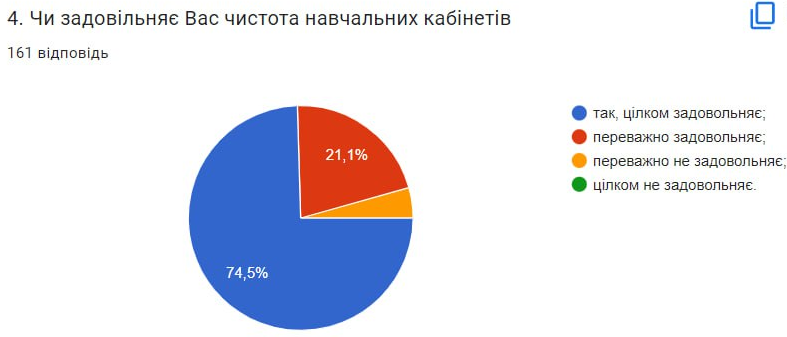 4. Чи задовільняє Вас чистота навчальних кабінетів
161 відповідь
так, цілком задовольняє;
переважно задовольняє;
переважно не задовольняє;
цілком не задовольняє.
21,1%
74,5%